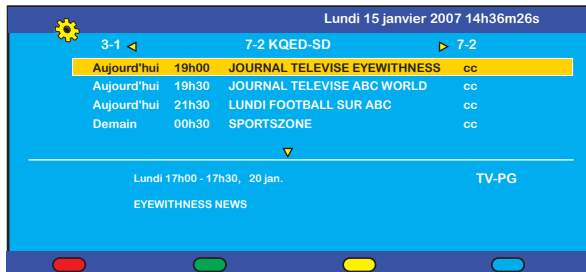 Lundi 15 janvier 2007 14h36m26s
3-1 7-2 KQED-SD 7-2
Aujourd'hui 19h00 JOURNAL TELEVISE EYEWITHNESS cc
Aujourd'hui 19h30 JOURNAL TELEVISE ABC WORLD cc
Aujourd'hui 21h30 LUNDI FOOTBALL SUR ABC cc
Demain 00h30 SPORTSZONE cc
Lundi 17h00 - 17h30, 20 jan. TV-PG
EYEWITHNESS NEWS